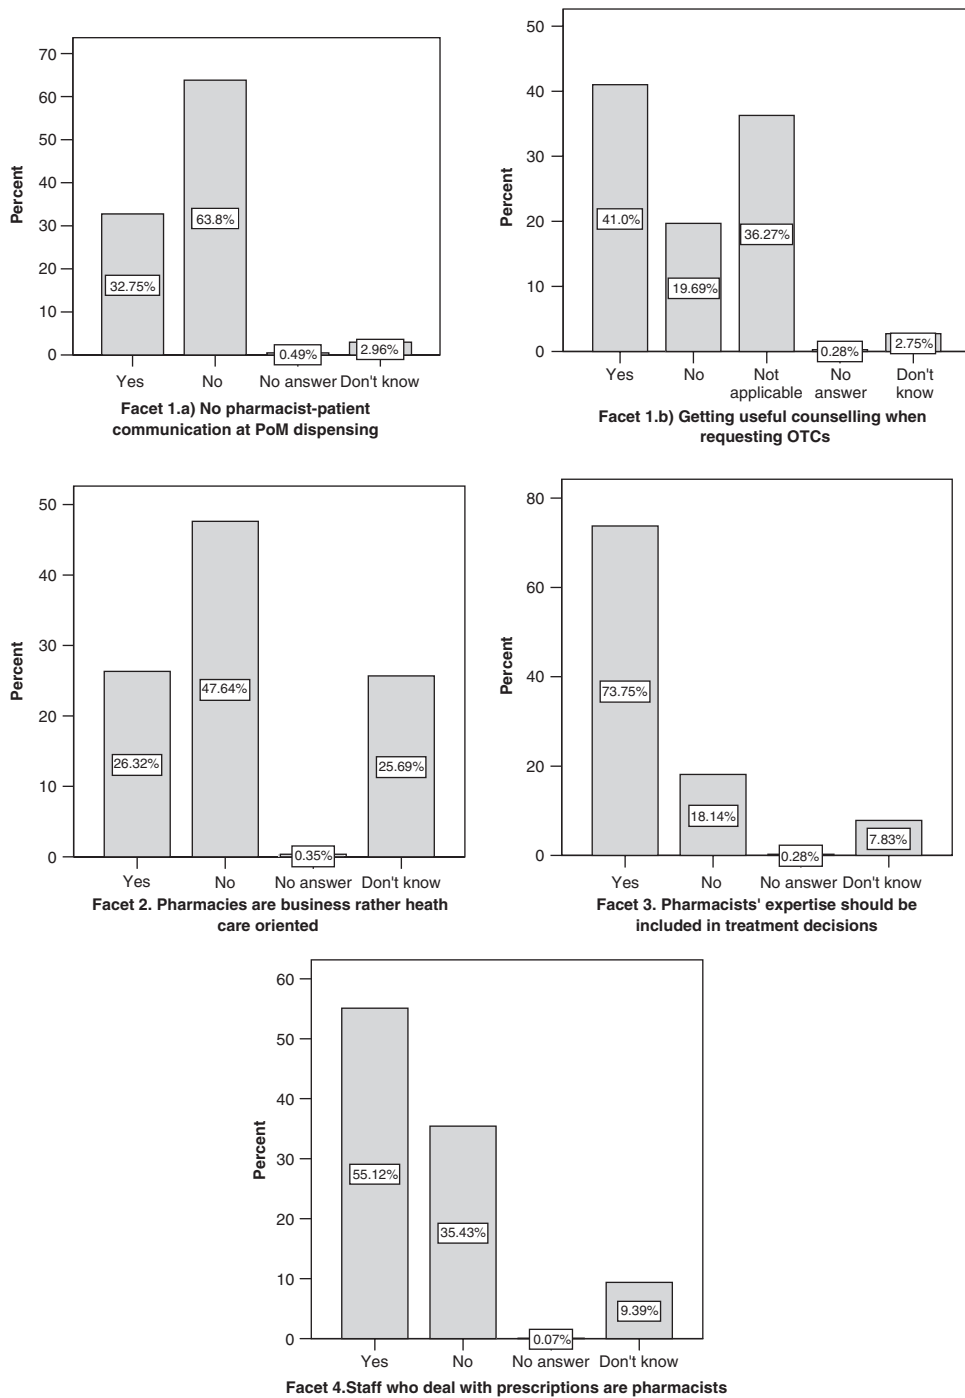 70
60
50
40
30
20
10
0
Percent
32.75%
63.8%
0.49%
2.96%
Yes
No
No answer
Don't know
Facet 1.a) No pharmacist-patient
communication at PoM dispensing
50
40
30
20
10
0
Percent
41.0%
19.69%
36.27%
0.28%
2.75%
Yes
No
Not
applicable
No
answer
Don't
know
Facet 1.b) Getting useful counselling when
requesting OTCs
50
40
30
20
10
0
Percent
26.32%
47.64%
0.35%
25.69%
Yes
No
No answer
Don't know
Facet 2. Pharmacies are business rather heath
care oriented
80
60
40
20
0
Percent
73.75%
18.14%
0.28%
7.83%
Yes
No
No answer
Don't know
Facet 3. Pharmacists' expertise should be
included in treatment decisions
60
50
40
30
20
10
0
Percent
55.12%
35.43%
0.07%
9.39%
Yes
No
No answer
Don't know
Facet 4.Staff who deal with prescriptions are pharmacists